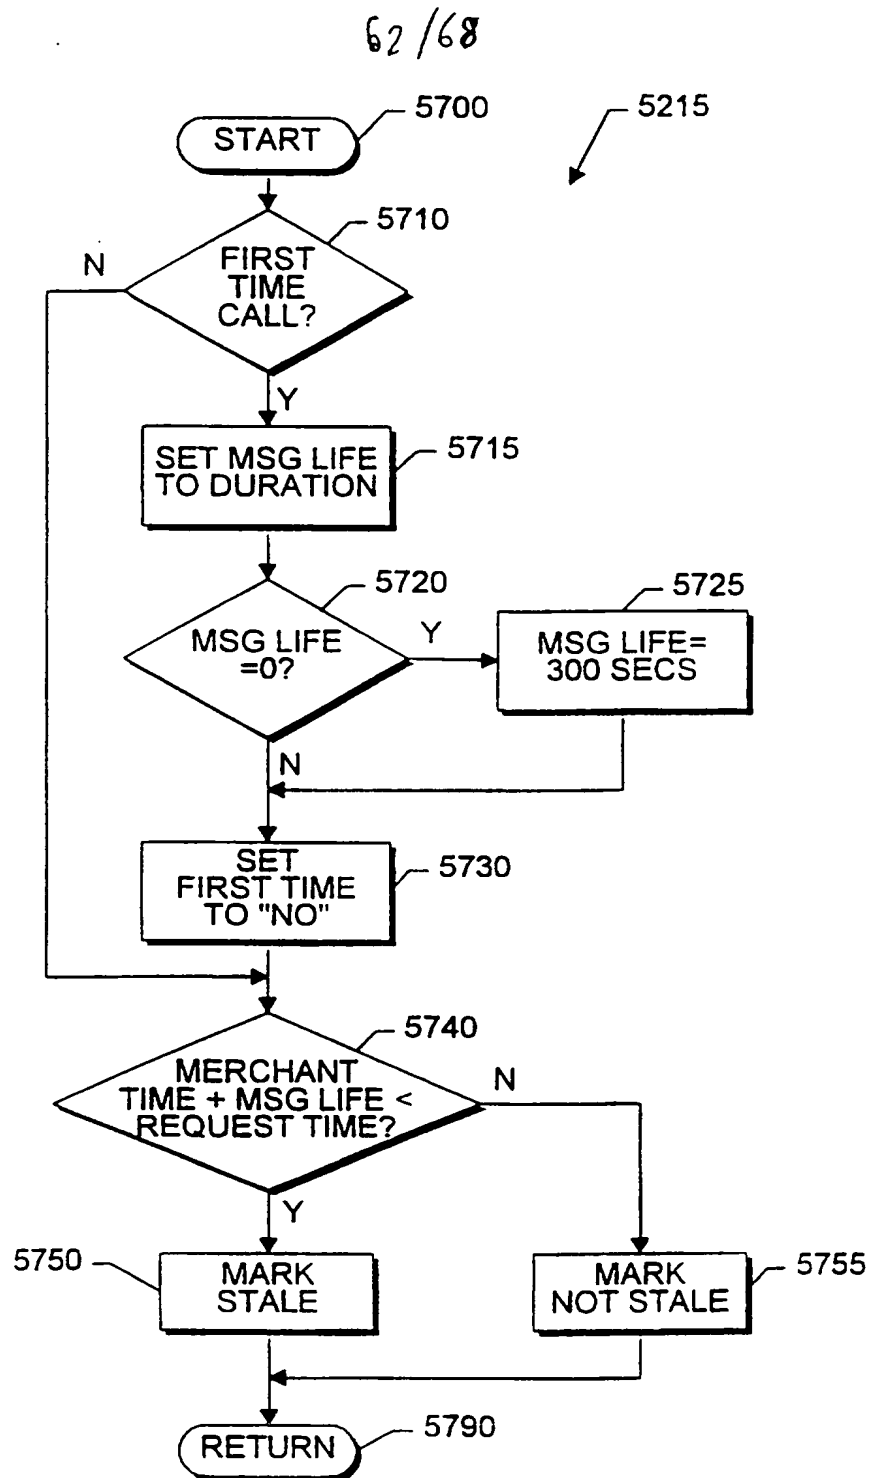 62/68
5700
5215
START
5710
N
FIRST
TIME
CALL?
Y
5715
SET MSG LIFE
TO DURATION
5720
5725
MSG LIFE
=0?
Y
MSG LIFE=
300 SECS
N
5730
SET
FIRST TIME
TO "NO"
5740
MERCHANT
TIME + MSG LIFE <
REQUEST TIME?
N
Y
5750
MARK
STALE
5755
MARK
NOT STALE
5790
RETURN